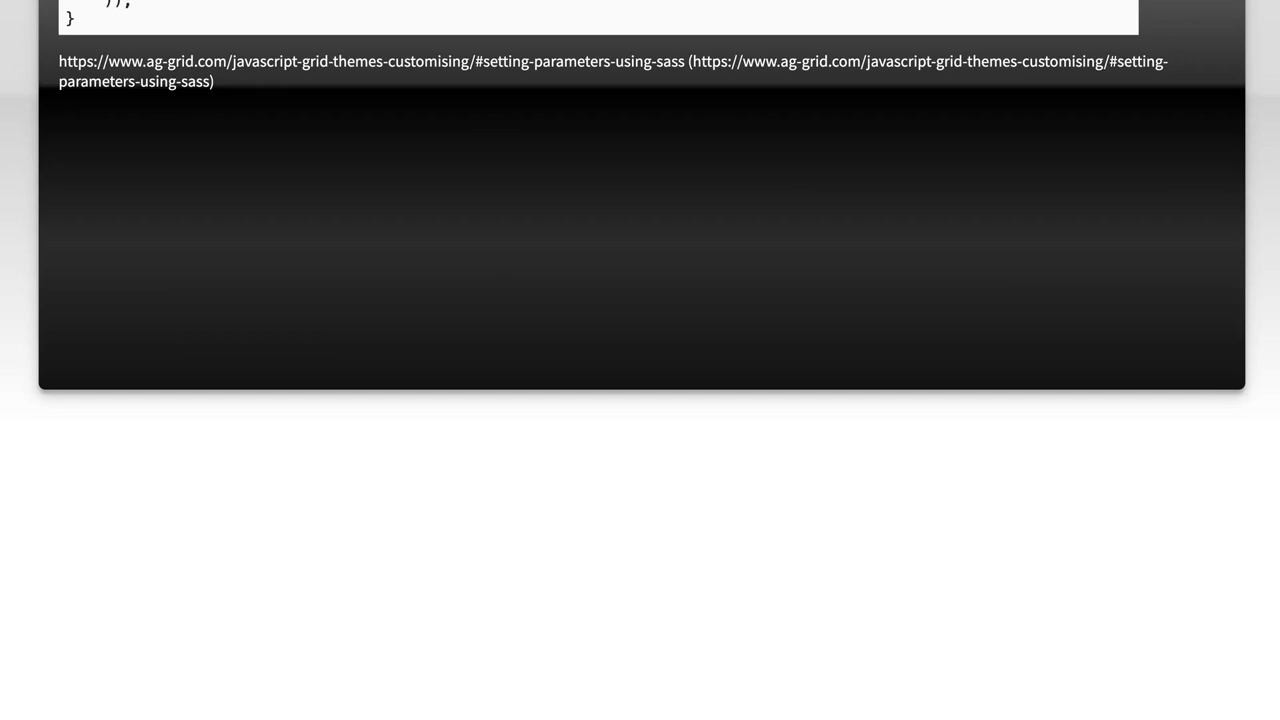 ));
}
https://www.ag-grid.com/javascript-grid-themes-customising/#setting-parameters-using-sass (https://www.ag-grid.com/javascript-grid-themes-customising/#setting-
parameters-using-sass)